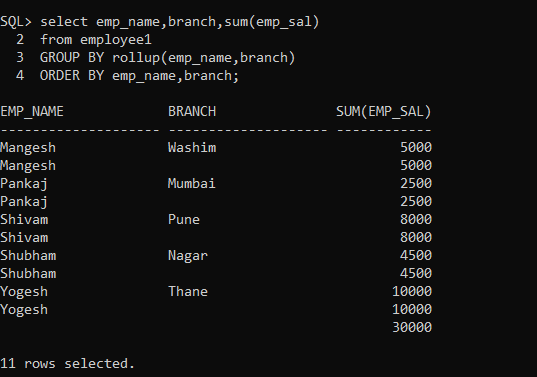 SQL> select emp_name,branch,sum(emp_sal)
  2  from employee1
  3  GROUP BY rollup(emp_name,branch)
  4  ORDER BY emp_name,branch;
EMP_NAME             BRANCH               SUM(EMP_SAL)
-------------------- -------------------- ------------
Mangesh              Washim                       5000
Mangesh                                           5000
Pankaj               Mumbai                       2500
Pankaj                                            2500
Shivam               Pune                         8000
Shivam                                            8000
Shubham              Nagar                        4500
Shubham                                           4500
Yogesh               Thane                       10000
Yogesh                                           10000
                                                 30000
11 rows selected.